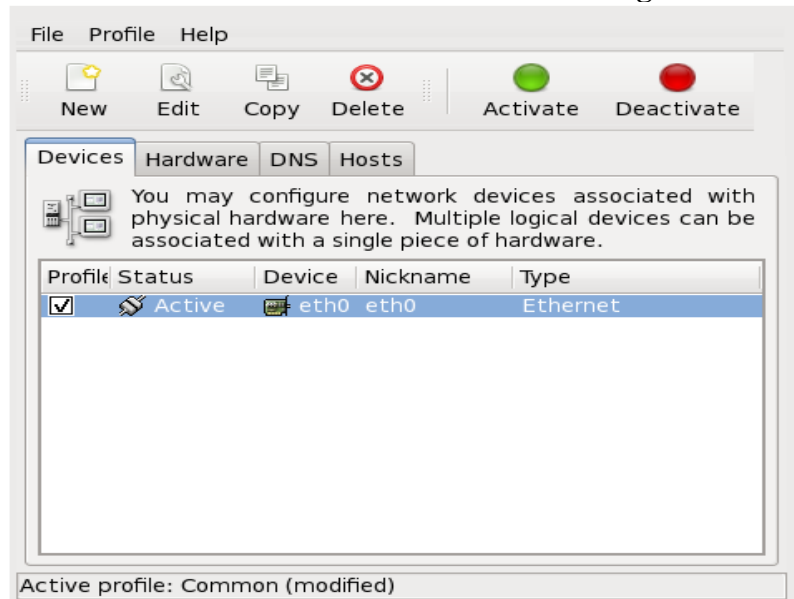 File Profile Help
New Edit Copy Delete Activate Deactivate
Devices Hardware DNS Hosts
You may configure network devices associated with
physical hardware here. Multiple logical devices can be
associated with a single piece of hardware.
Profile Status Device Nickname Type
Active eth0 eth0 Ethernet
Active profile: Common (modified)